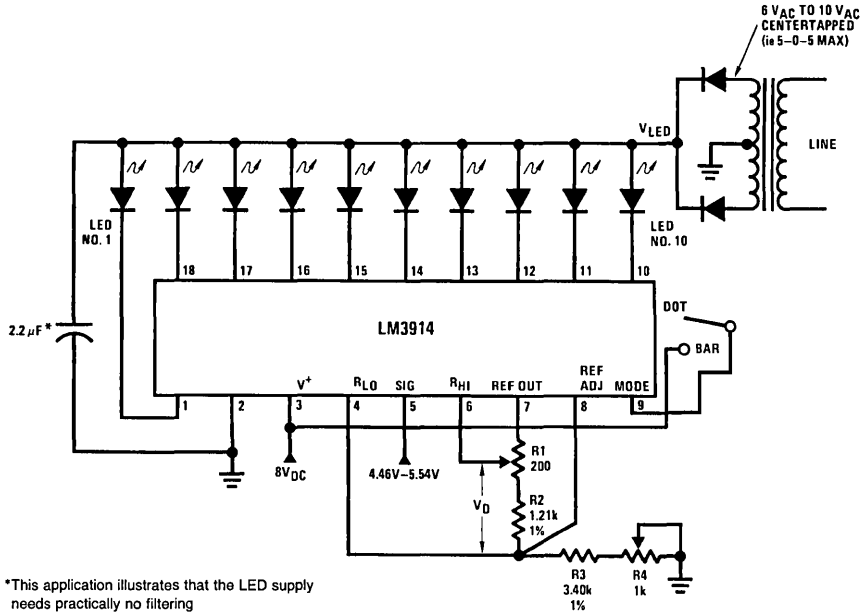 6 VAC TO 10 VAC
CENTERTAPPED
(ie 5–0–5 MAX)
VLED
LINE
LED
NO. 1
LED
NO. 10
18 17 16 15 14 13 12 11 10
2.2 µF*
LM3914
DOT
BAR
V+ RLO SIG RHI REF OUT REF ADJ MODE
1 2 3 4 5 6 7 8 9
8VDC
4.46V–5.54V
R1
200
VD
R2
1.21k
1%
R3
3.40k
1%
R4
1k
*This application illustrates that the LED supply
needs practically no filtering